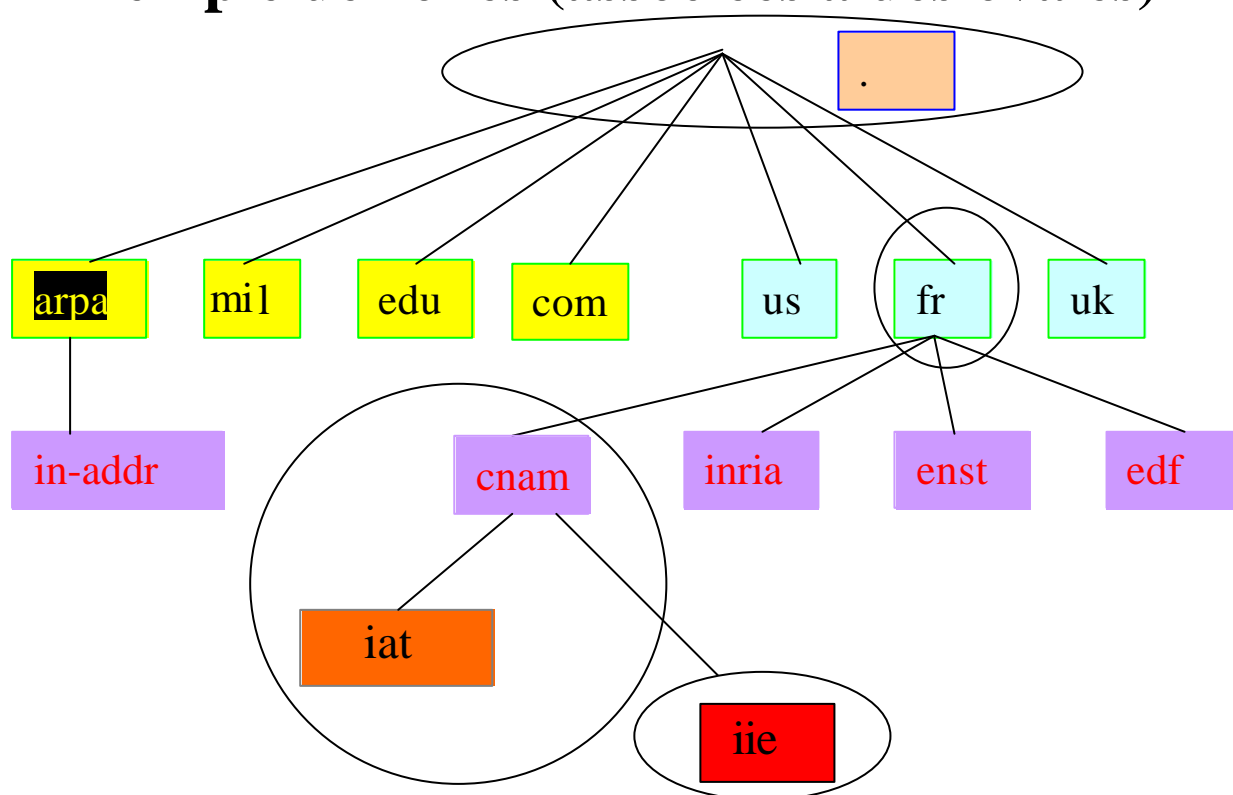 .
arpa mil edu com us fr uk
in-addr cnam inria enst edf
iat
iie